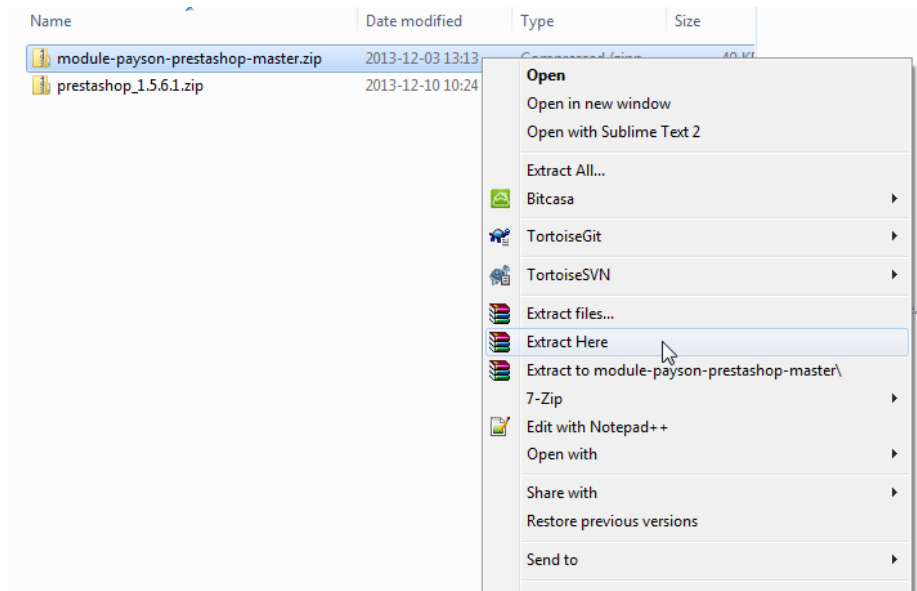 Name Date modified Type Size
module-payson-prestashop-master.zip 2013-12-03 13:13
prestashop_1.5.6.1.zip 2013-12-10 10:24
Open
Open in new window
Open with Sublime Text 2
Extract All...
Bitcasa
TortoiseGit
TortoiseSVN
Extract files...
Extract Here
Extract to module-payson-prestashop-master\
7-Zip
Edit with Notepad++
Open with
Share with
Restore previous versions
Send to